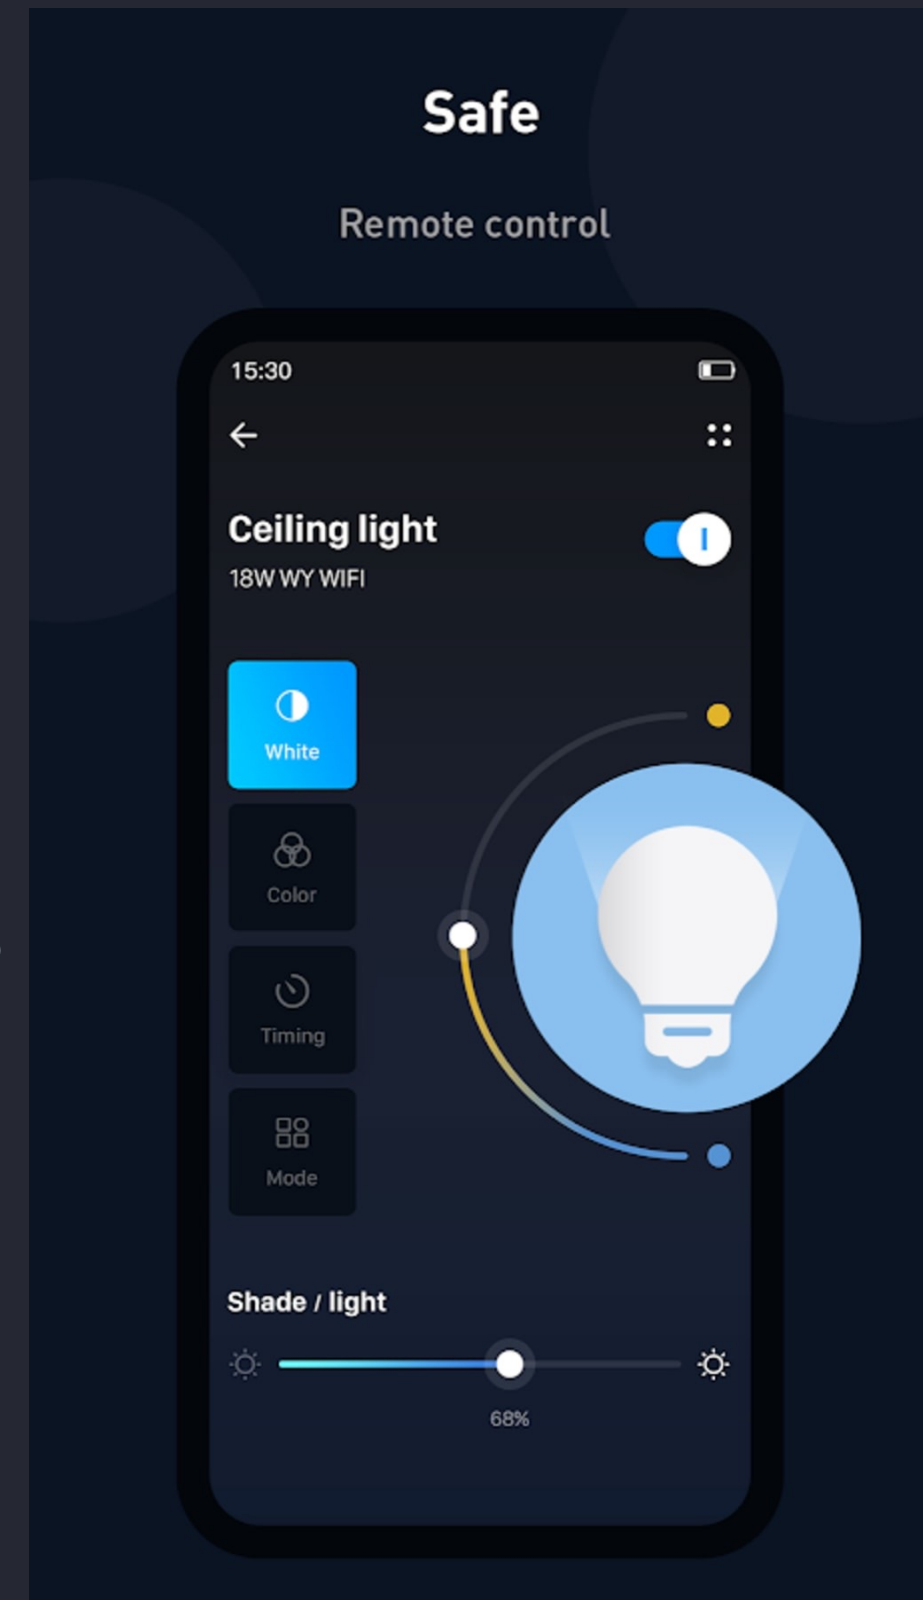 Safe
Remote control
15:30
Ceiling light
18W WY WIFI
White
Color
Timing
Mode
Shade / light
68%